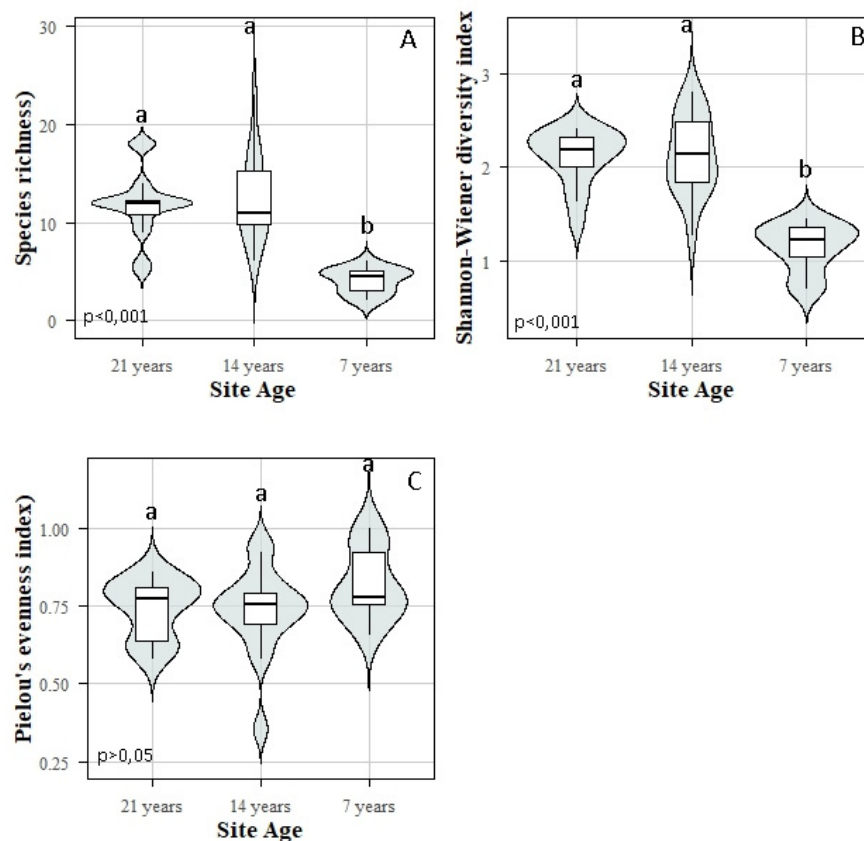 A
Species richness
30
20
10
0
a
a
b
p<0,001
21 years
14 years
7 years
Site Age
B
Shannon-Wiener diversity index
3
2
1
a
a
b
p<0,001
21 years
14 years
7 years
Site Age
C
Pielou's evenness index)
1.00
0.75
0.50
0.25
a
a
a
p>0,05
21 years
14 years
7 years
Site Age